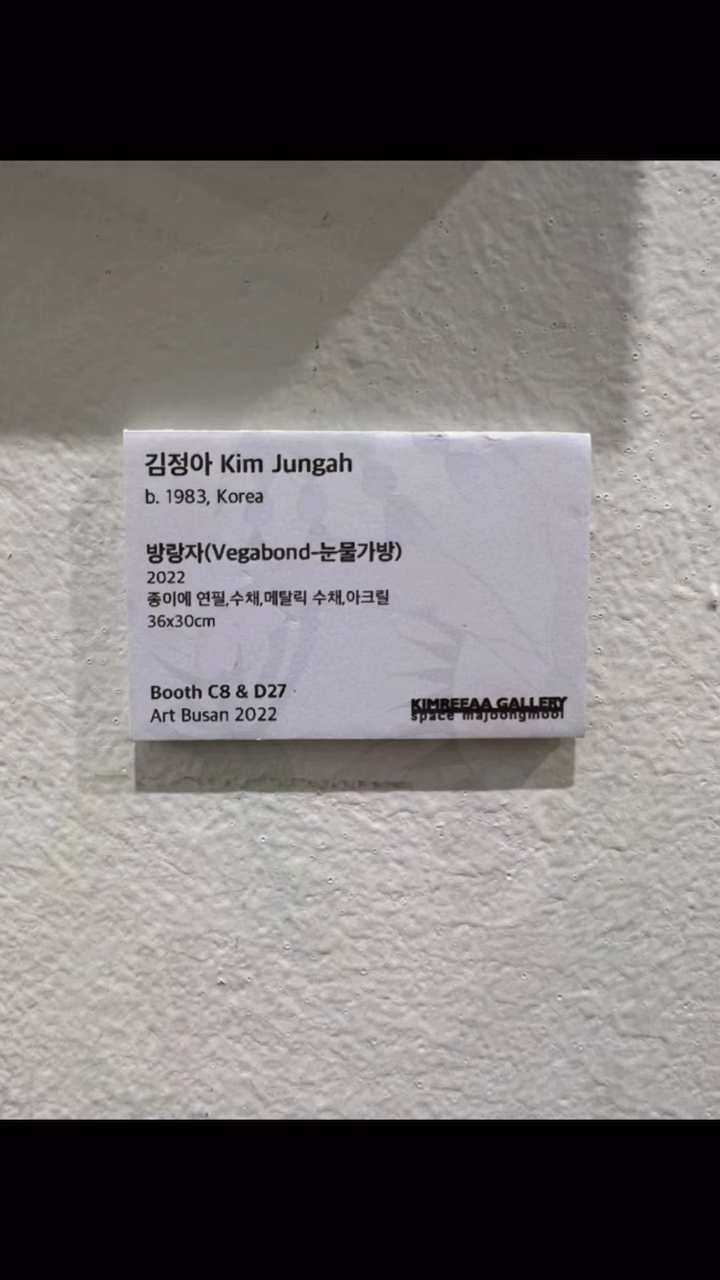 김정아 Kim Jungah
b. 1983, Korea
방랑자(Vegabond-눈물가방)
2022
종이에 연필,수채,메탈릭 수채,아크릴
36x30cm
Booth C8 & D27
Art Busan 2022
KIMREEAA GALLERY
space majoongmool